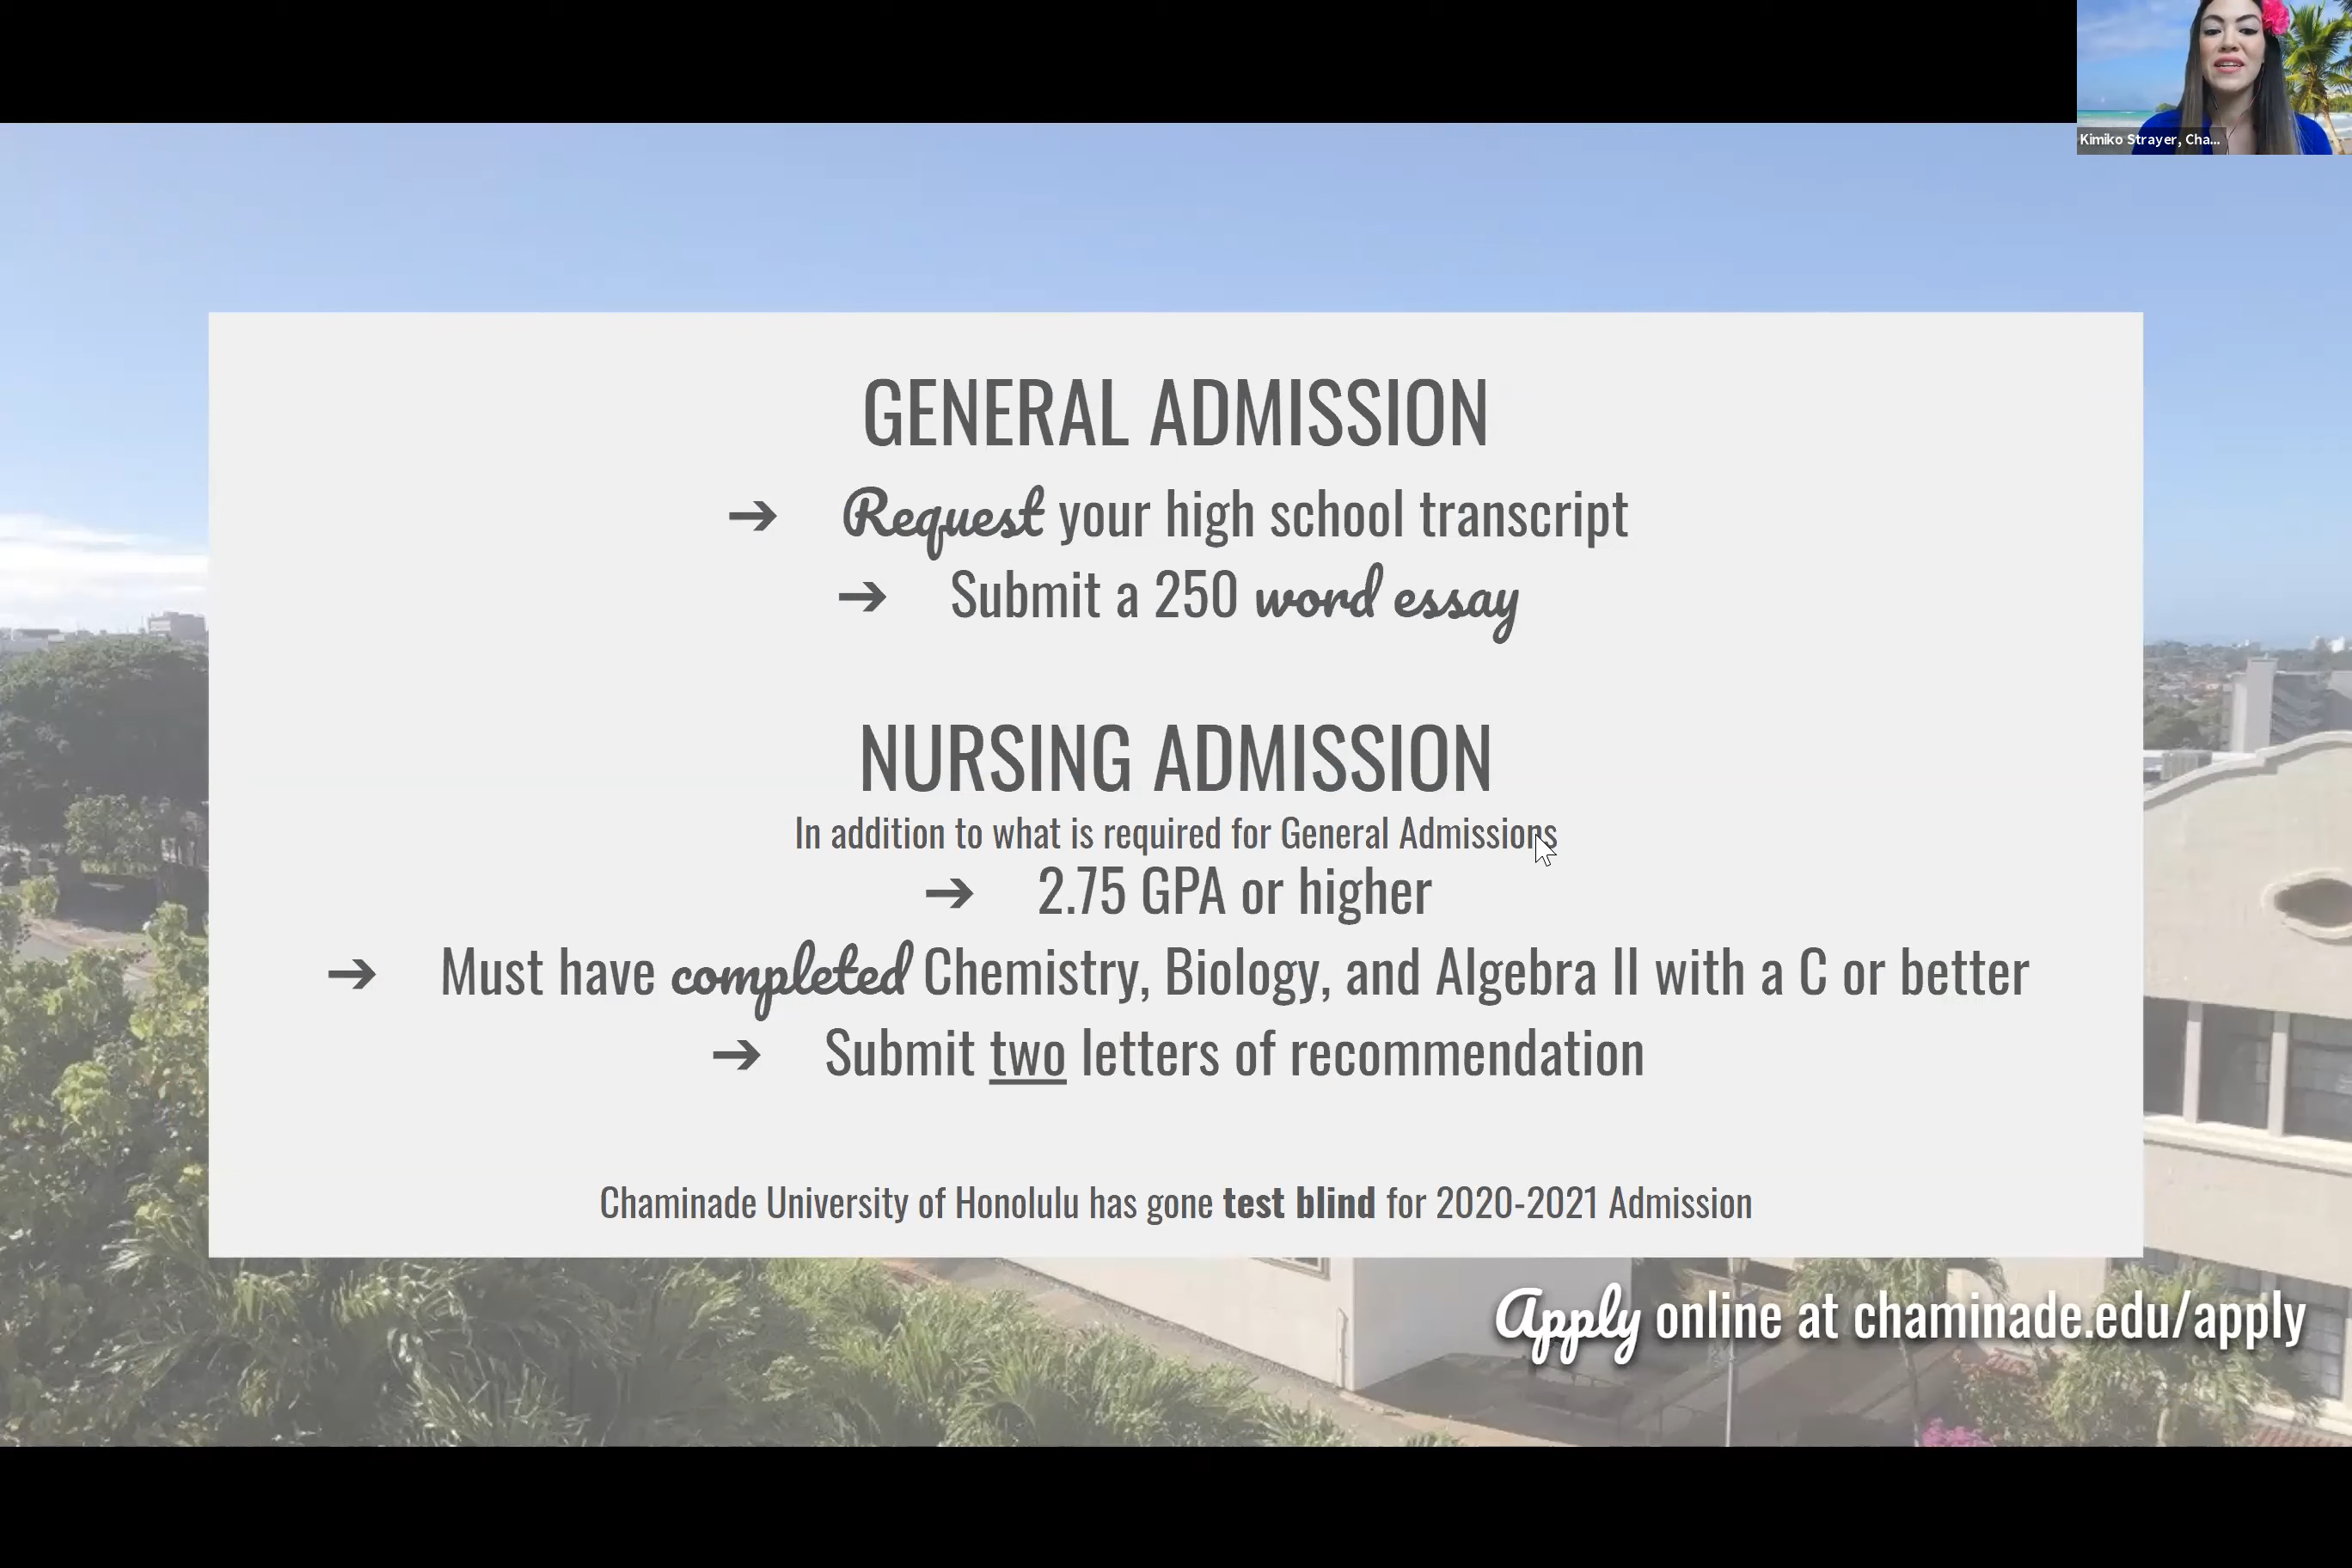 Kimiko Strayer, Cha...
GENERAL ADMISSION
➔ Request your high school transcript
➔ Submit a 250 word essay
NURSING ADMISSION
In addition to what is required for General Admissions
➔ 2.75 GPA or higher
➔ Must have completed Chemistry, Biology, and Algebra II with a C or better
➔ Submit two letters of recommendation
Chaminade University of Honolulu has gone test blind for 2020-2021 Admission
Apply online at chaminade.edu/apply